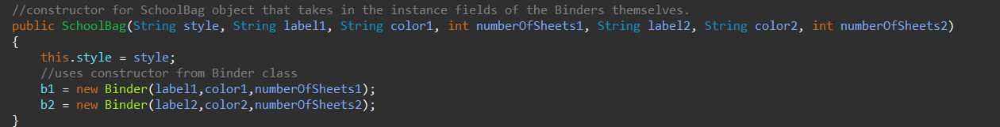 //constructor for SchoolBag object that takes in the instance fields of the Binders themselves.
public SchoolBag(String style, String label1, String color1, int numberOfSheets1, String label2, String color2, int numberOfSheets2)
{
    this.style = style;
    //uses constructor from Binder class
    b1 = new Binder(label1,color1,numberOfSheets1);
    b2 = new Binder(label2,color2,numberOfSheets2);
}